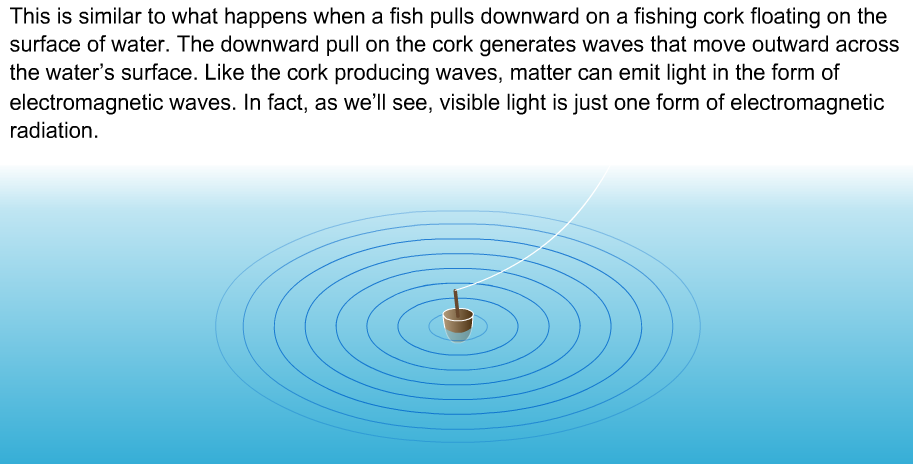 This is similar to what happens when a fish pulls downward on a fishing cork floating on the
surface of water. The downward pull on the cork generates waves that move outward across
the water’s surface. Like the cork producing waves, matter can emit light in the form of
electromagnetic waves. In fact, as we’ll see, visible light is just one form of electromagnetic
radiation.